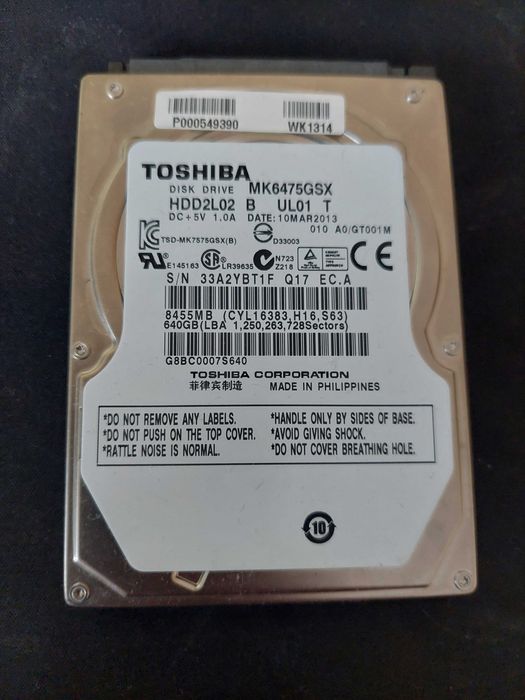 P000549390 WK1314
TOSHIBA
DISK DRIVE MK6475GSX
HDD2L02 B UL01 T
DC+5V 1.0A DATE:10MAR2013
010 A0/GT001M
TSD-MK7575GSX(B) D33003
E145163 LR39635 N723
Z218
S/N 33A2YBT1F Q17 EC.A
8455MB (CYL16383,H16,S63)
640GB(LBA 1,250,263,728Sectors)
G8BC0007S640
TOSHIBA CORPORATION
菲律宾制造 MADE IN PHILIPPINES
*DO NOT REMOVE ANY LABELS. *HANDLE ONLY BY SIDES OF BASE.
*DO NOT PUSH ON THE TOP COVER. *AVOID GIVING SHOCK.
*RATTLE NOISE IS NORMAL. *DO NOT COVER BREATHING HOLE.
10